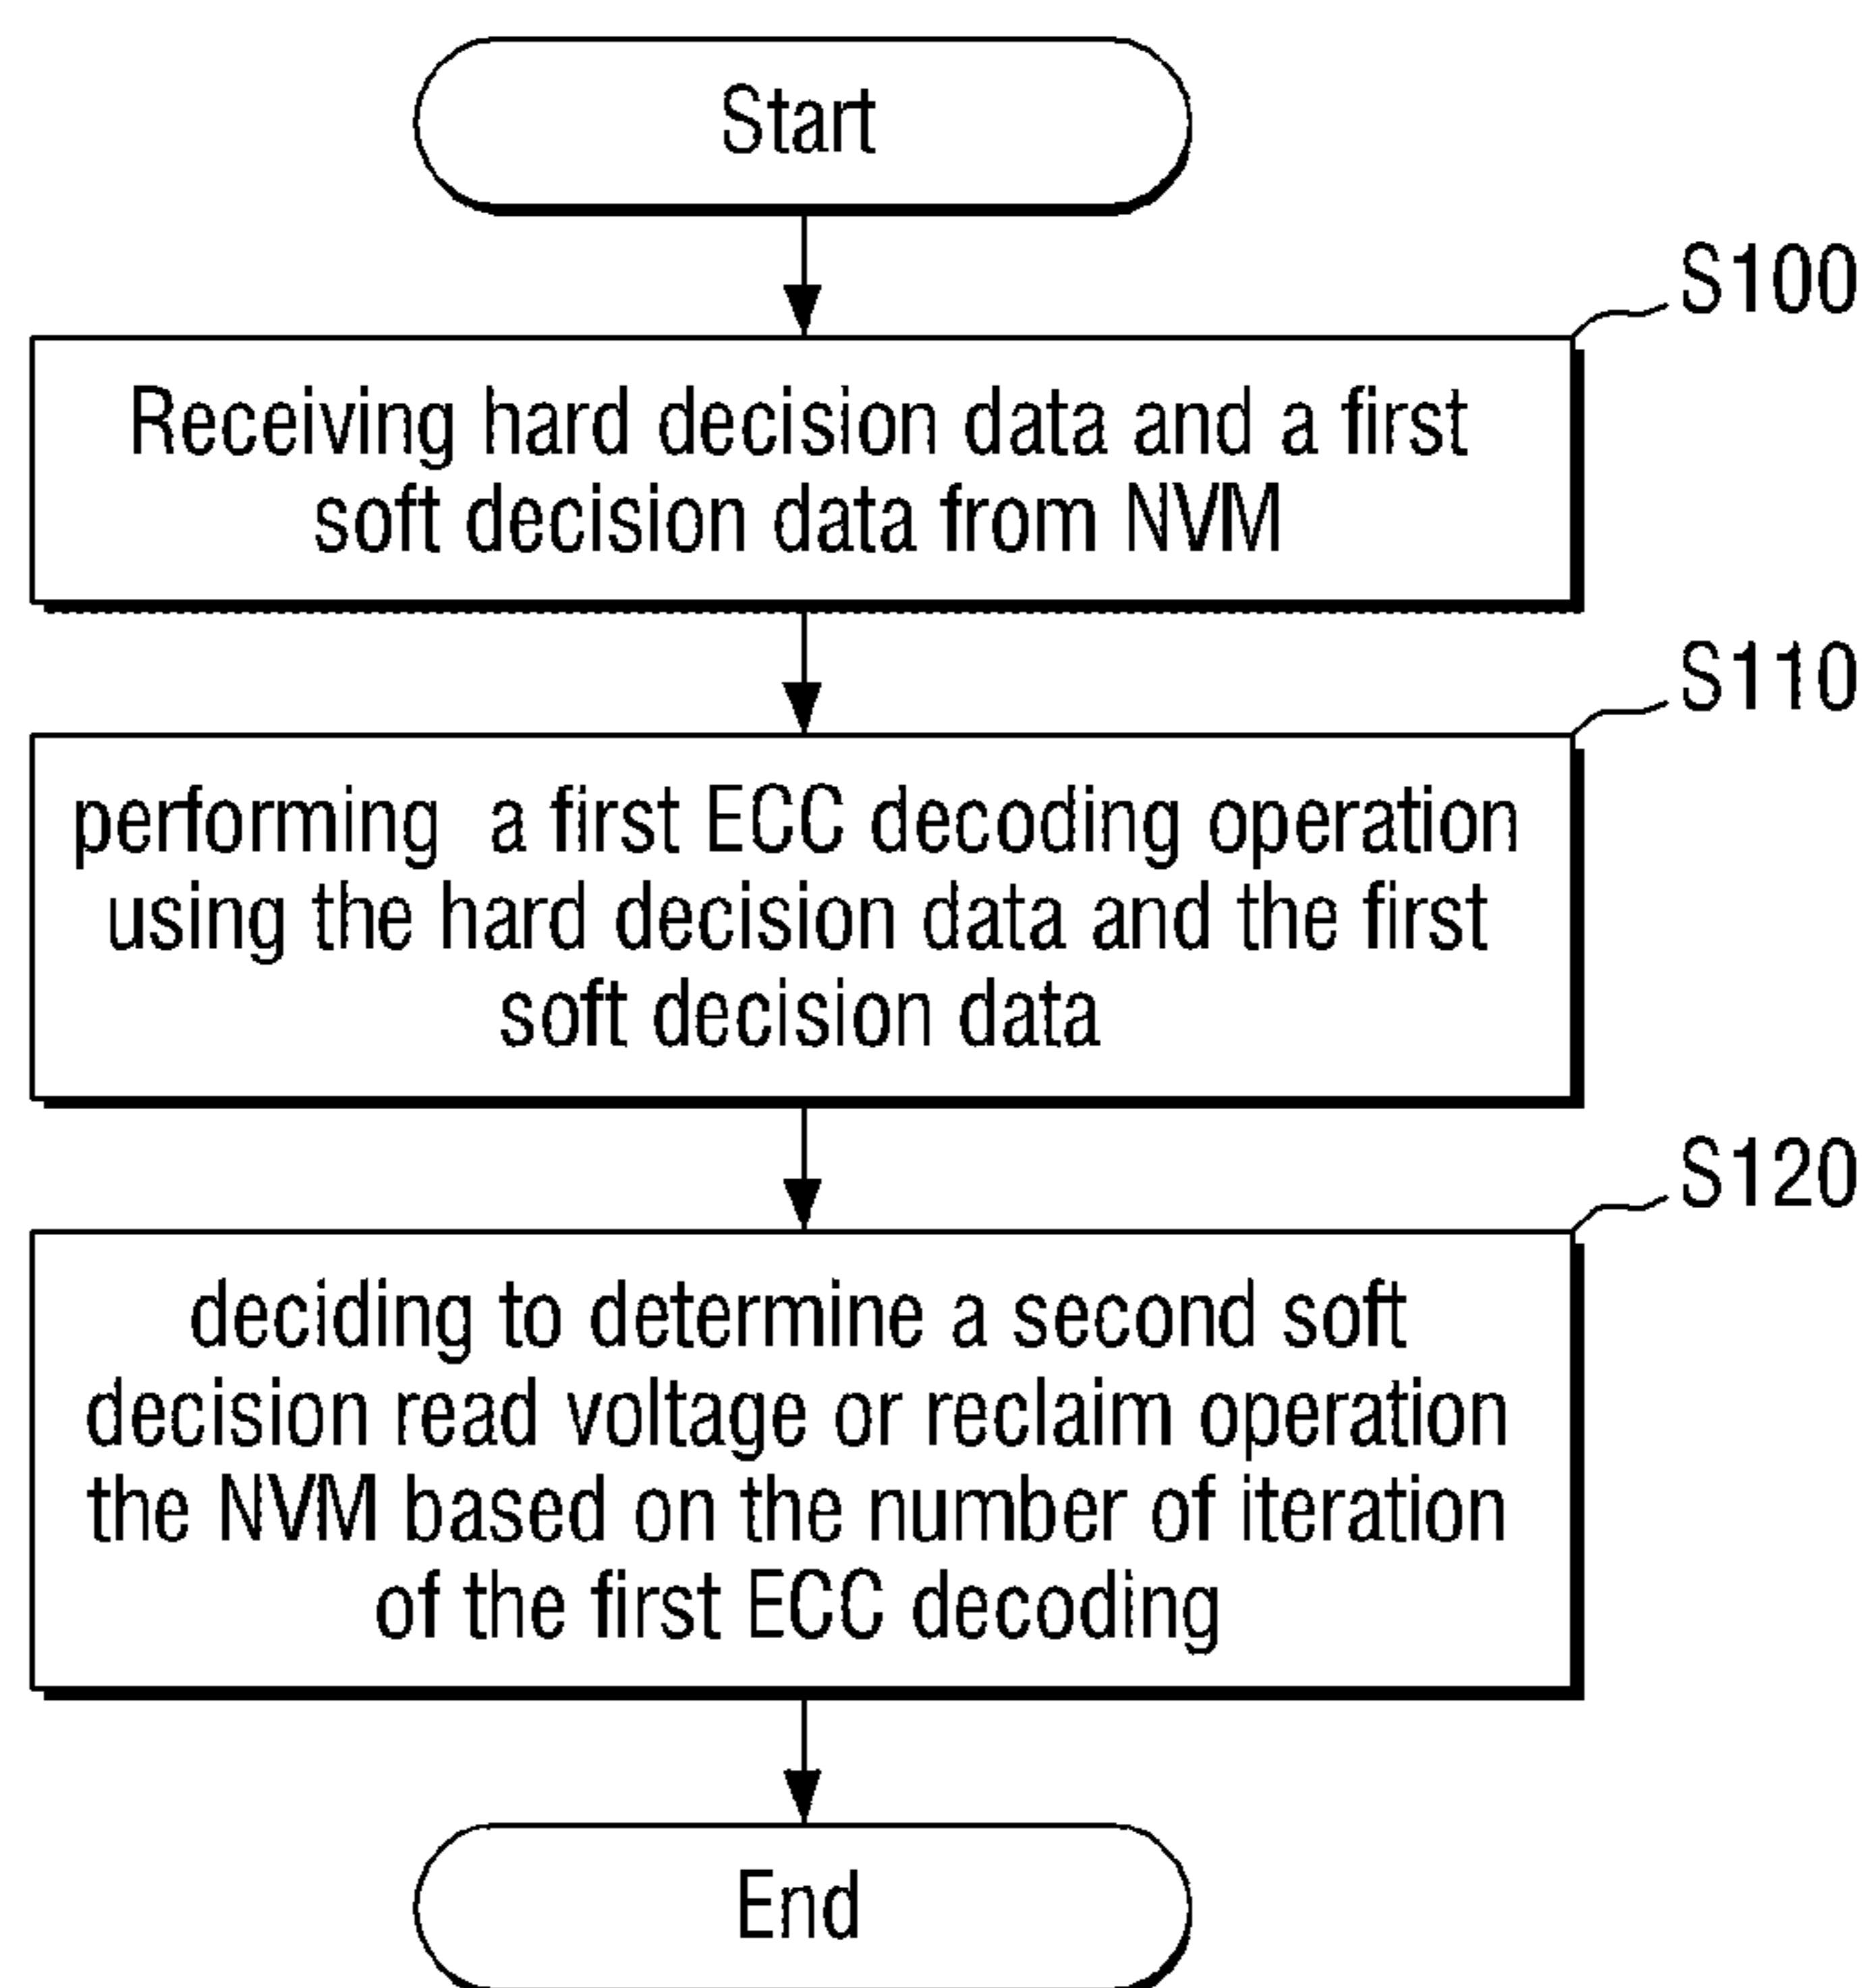 Start
S100
Receiving hard decision data and a first
soft decision data from NVM
S110
performing a first ECC decoding operation
using the hard decision data and the first
soft decision data
S120
deciding to determine a second soft
decision read voltage or reclaim operation
the NVM based on the number of iteration
of the first ECC decoding
End